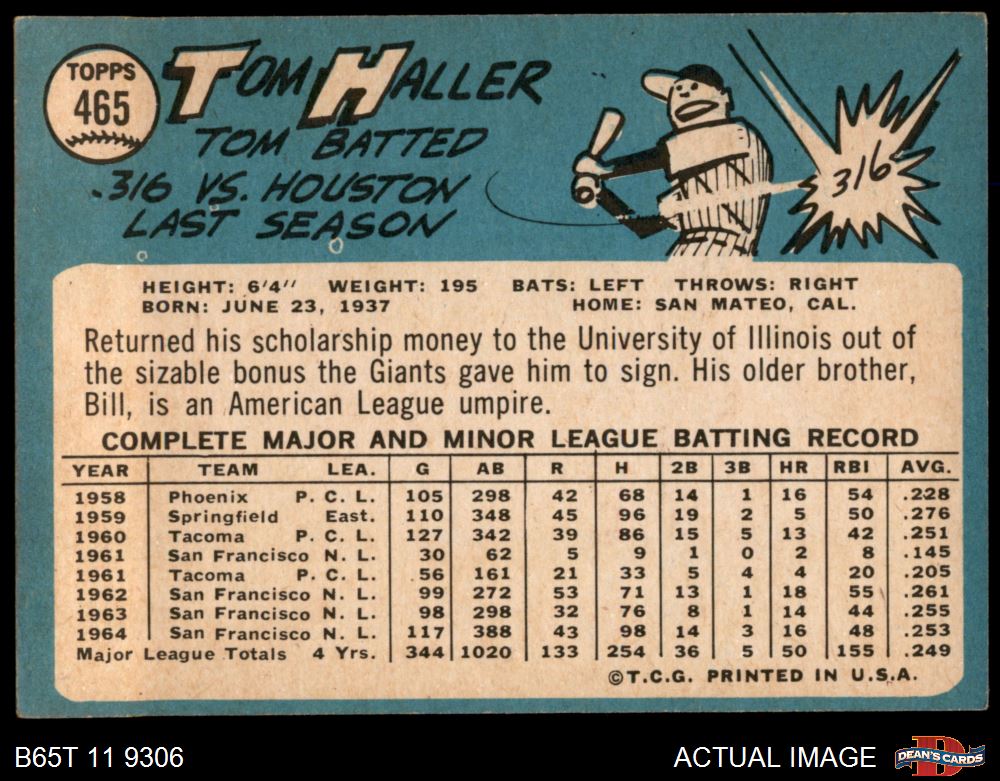 TOPPS
465
TOM HALLER
TOM BATTED
.316 VS. HOUSTON
LAST SEASON
316
HEIGHT: 6'4" WEIGHT: 195 BATS: LEFT THROWS: RIGHT
BORN: JUNE 23, 1937 HOME: SAN MATEO, CAL.
Returned his scholarship money to the University of Illinois out of
the sizable bonus the Giants gave him to sign. His older brother,
Bill, is an American League umpire.
COMPLETE MAJOR AND MINOR LEAGUE BATTING RECORD
YEAR TEAM LEA. G AB R H 2B 3B HR RBI AVG.
1958 Phoenix P. C. L. 105 298 42 68 14 1 16 54 .228
1959 Springfield East. 110 348 45 96 19 2 5 50 .276
1960 Tacoma P. C. L. 127 342 39 86 15 5 13 42 .251
1961 San Francisco N. L. 30 62 5 9 1 0 2 8 .145
1961 Tacoma P. C. L. 56 161 21 33 5 4 4 20 .205
1962 San Francisco N. L. 99 272 53 71 13 1 18 55 .261
1963 San Francisco N. L. 98 298 32 76 8 1 14 44 .255
1964 San Francisco N. L. 117 388 43 98 14 3 16 48 .253
Major League Totals 4 Yrs. 344 1020 133 254 36 5 50 155 .249
©T.C.G. PRINTED IN U.S.A.
B65T 11 9306
ACTUAL IMAGE
D
DEAN'S CARDS